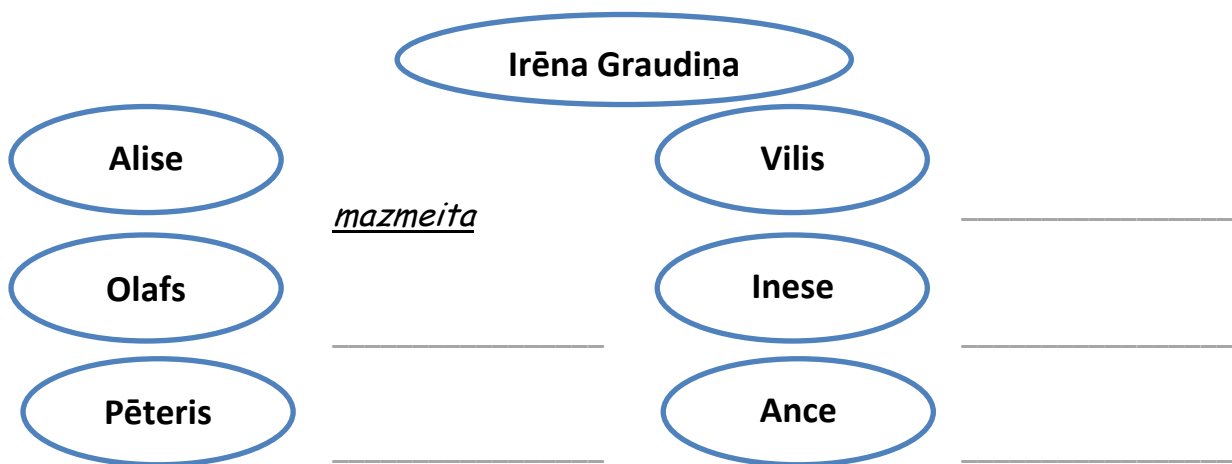 Irēna Graudiņa
Alise
Vilis
mazmeita
Olafs
Inese
Pēteris
Ance